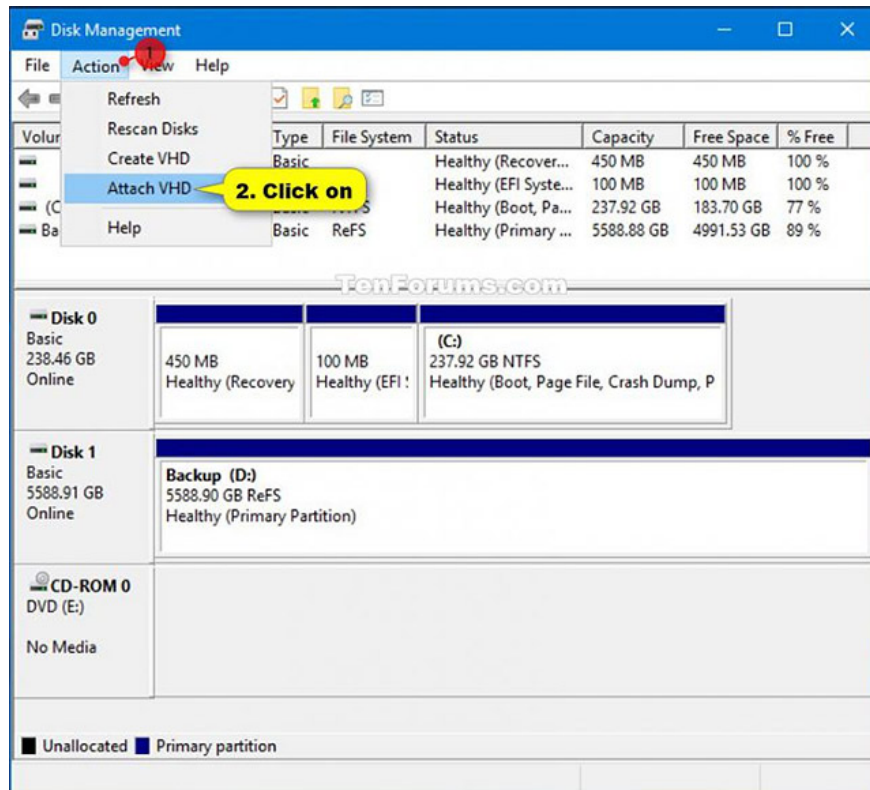 Disk Management
1
File Action View Help
Refresh
Rescan Disks
Create VHD
Attach VHD
Help
2. Click on
Type File System Status Capacity Free Space % Free
Basic Healthy (Recover... 450 MB 450 MB 100 %
Healthy (EFI Syste... 100 MB 100 MB 100 %
(C Healthy (Boot, Pa... 237.92 GB 183.70 GB 77 %
Ba Basic ReFS Healthy (Primary ... 5588.88 GB 4991.53 GB 89 %
TenForums.com
Disk 0
Basic
238.46 GB
Online
450 MB
Healthy (Recovery
100 MB
Healthy (EFI
(C:)
237.92 GB NTFS
Healthy (Boot, Page File, Crash Dump, P
Disk 1
Basic
5588.91 GB
Online
Backup (D:)
5588.90 GB ReFS
Healthy (Primary Partition)
CD-ROM 0
DVD (E:)
No Media
Unallocated Primary partition